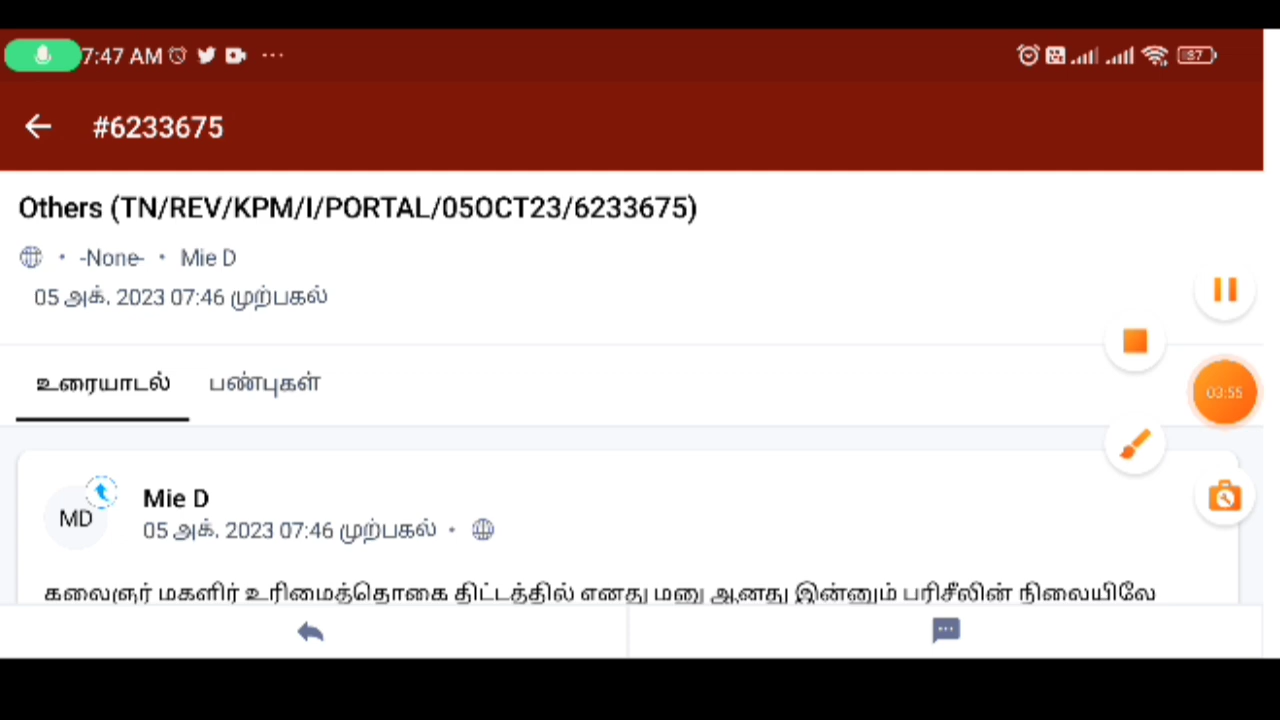 7:47 AM ...
37
#6233675
Others (TN/REV/KPM/I/PORTAL/05OCT23/6233675)
• -None- • Mie D
05 அக். 2023 07:46 முற்பகல்
உரையாடல் பண்புகள்
03:55
MD
Mie D
05 அக். 2023 07:46 முற்பகல் •
கலைஞர் மகளிர் உரிமைத்தொகை திட்டத்தில் எனது மனு ஆனது இன்னும் பரிசீலின் நிலையிலே